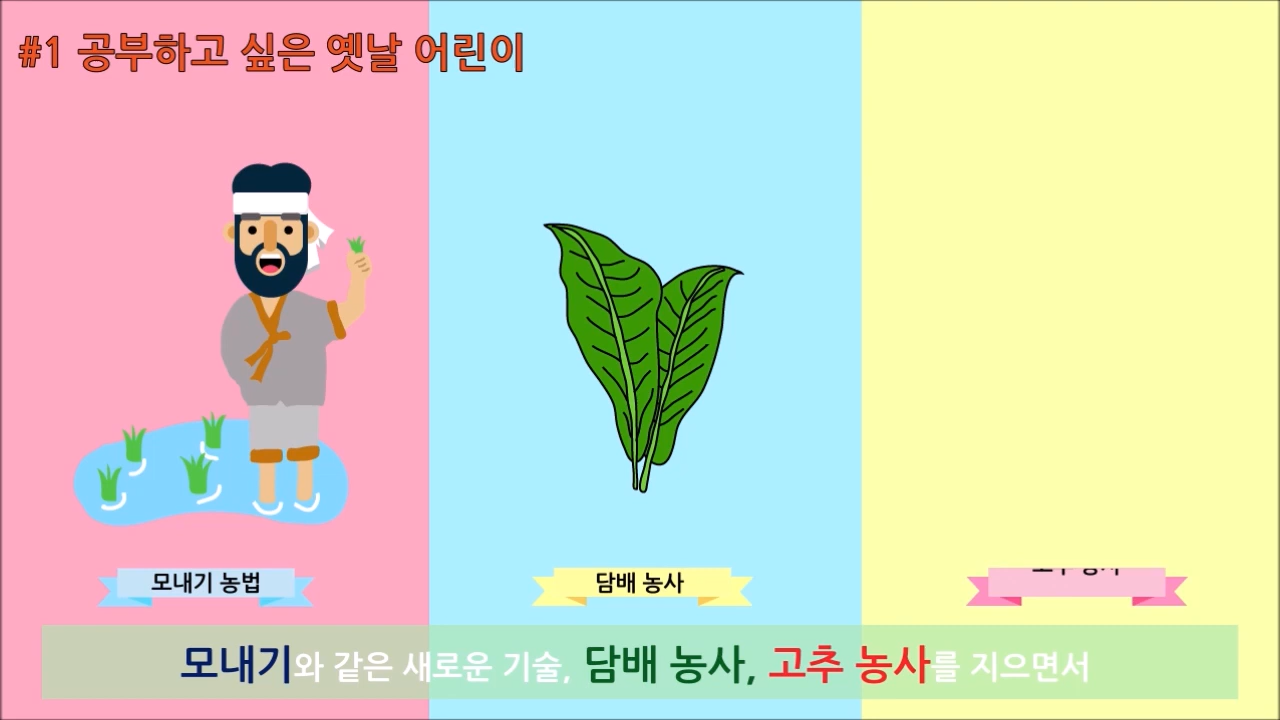 #1 공부하고 싶은 옛날 어린이
모내기 농법
담배 농사
모내기와 같은 새로운 기술, 담배 농사, 고추 농사를 지으면서